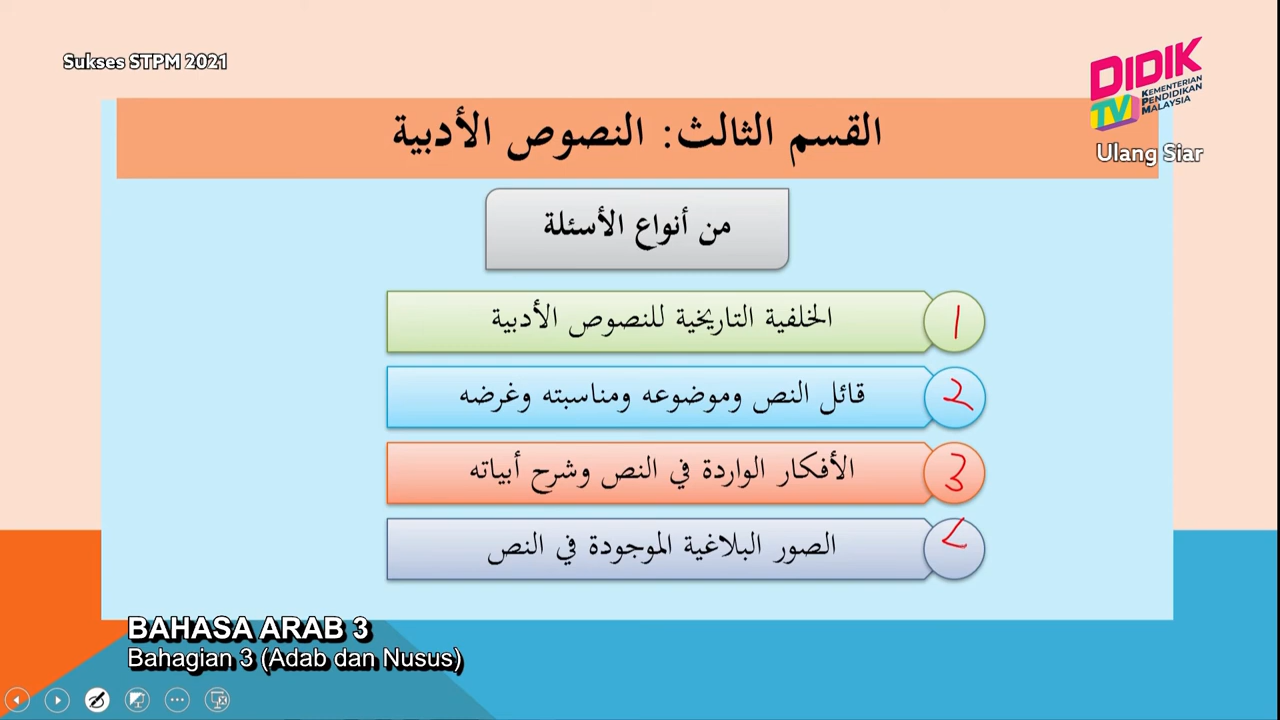 Sukses STPM 2021
DIDIK
TV
KEMENTERIAN
PENDIDIKAN
MALAYSIA
Ulang Siar
القسم الثالث: النصوص الأدبية
من أنواع الأسئلة
1 الخلفية التاريخية للنصوص الأدبية
2 قائل النص وموضوعه ومناسبته وغرضه
3 الأفكار الواردة في النص وشرح أبياته
الصور البلاغية الموجودة في النص
BAHASA ARAB 3
Bahagian 3 (Adab dan Nusus)